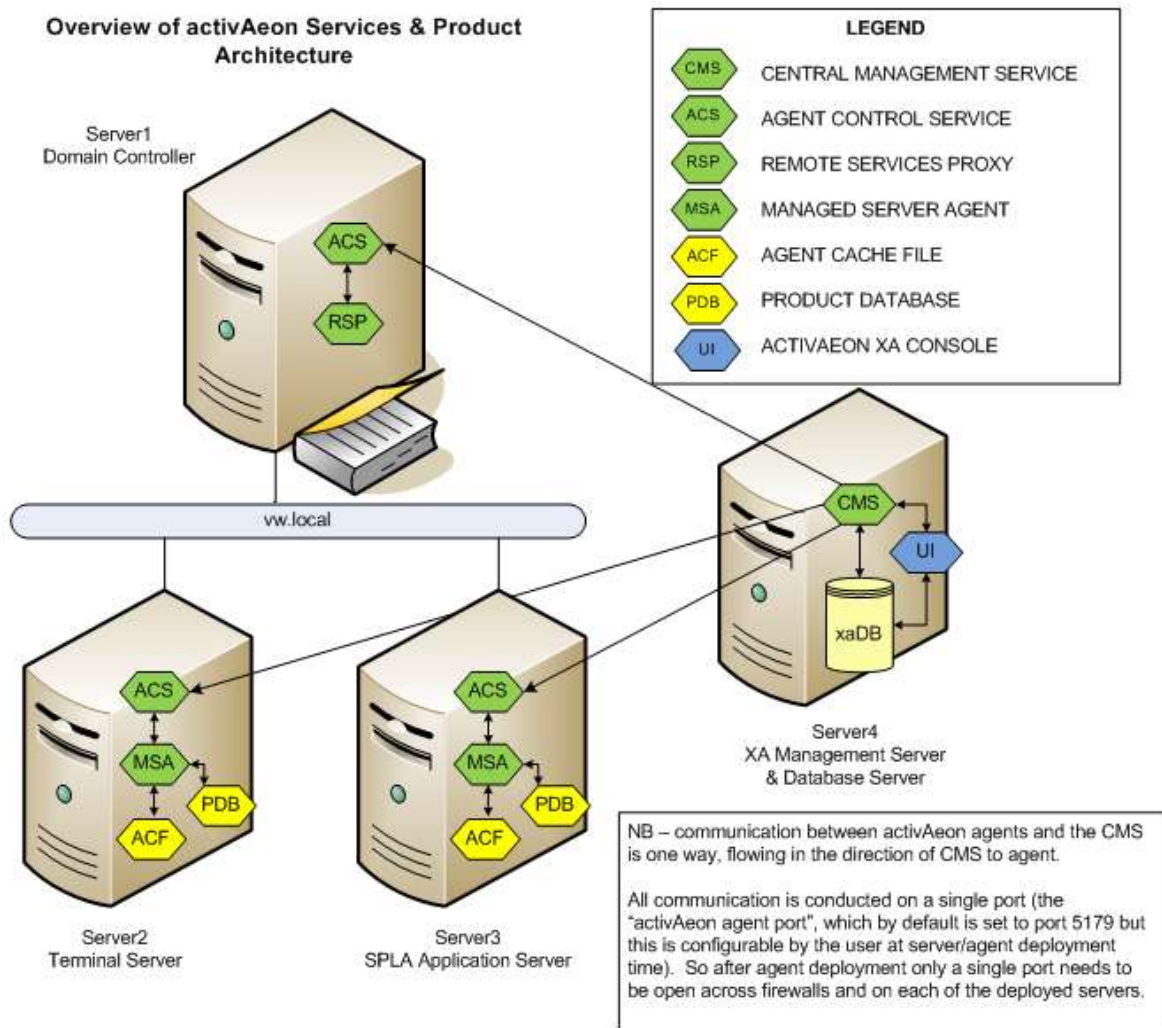 Overview of activAeon Services & Product
Architecture
LEGEND
CMS CENTRAL MANAGEMENT SERVICE
ACS AGENT CONTROL SERVICE
RSP REMOTE SERVICES PROXY
MSA MANAGED SERVER AGENT
ACF AGENT CACHE FILE
PDB PRODUCT DATABASE
UI ACTIVAEON XA CONSOLE
Server1
Domain Controller
ACS
RSP
vw.local
CMS
UI
xaDB
Server4
XA Management Server
& Database Server
ACS
MSA
PDB
ACF
Server2
Terminal Server
ACS
MSA
PDB
ACF
Server3
SPLA Application Server
NB – communication between activAeon agents and the CMS
is one way, flowing in the direction of CMS to agent.
All communication is conducted on a single port (the
“activAeon agent port”, which by default is set to port 5179 but
this is configurable by the user at server/agent deployment
time). So after agent deployment only a single port needs to
be open across firewalls and on each of the deployed servers.